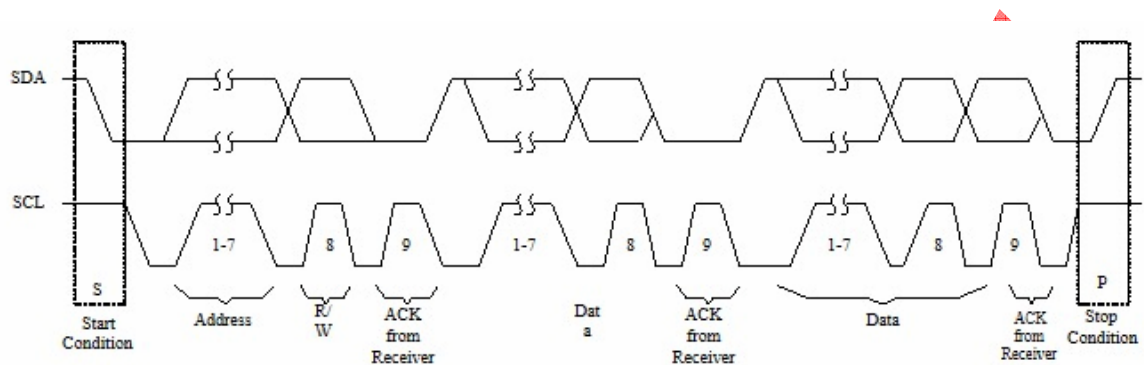 SDA
SCL
1-7
8
9
1-7
8
9
1-7
8
9
S
P
Start
Condition
Address
R/
W
ACK
from
Receiver
Dat
a
ACK
from
Receiver
Data
ACK
from
Receiver
Stop
Condition